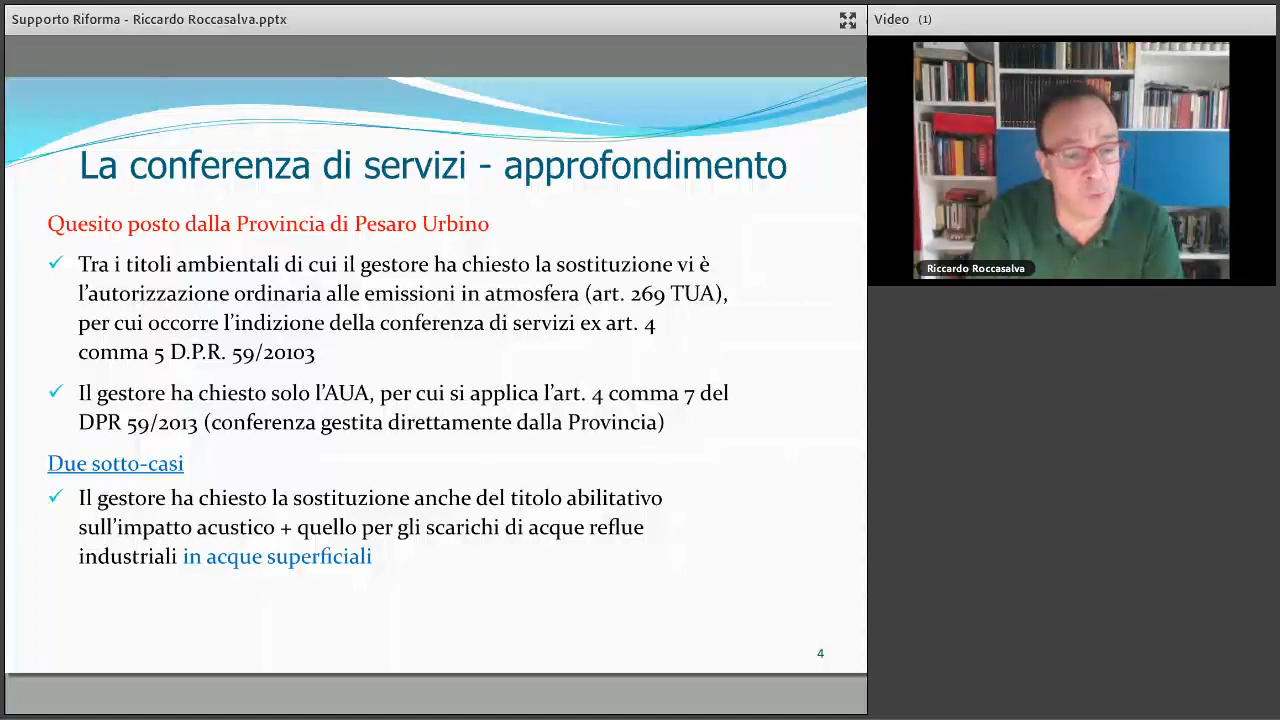 Supporto Riforma - Riccardo Roccasalva.pptx
Video (1)
La conferenza di servizi - approfondimento
Quesito posto dalla Provincia di Pesaro Urbino
✓ Tra i titoli ambientali di cui il gestore ha chiesto la sostituzione vi è
l'autorizzazione ordinaria alle emissioni in atmosfera (art. 269 TUA),
per cui occorre l'indizione della conferenza di servizi ex art. 4
comma 5 D.P.R. 59/20103
✓ Il gestore ha chiesto solo l'AUA, per cui si applica l'art. 4 comma 7 del
DPR 59/2013 (conferenza gestita direttamente dalla Provincia)
Due sotto-casi
✓ Il gestore ha chiesto la sostituzione anche del titolo abilitativo
sull'impatto acustico + quello per gli scarichi di acque reflue
industriali in acque superficiali
4
Riccardo Roccasalva